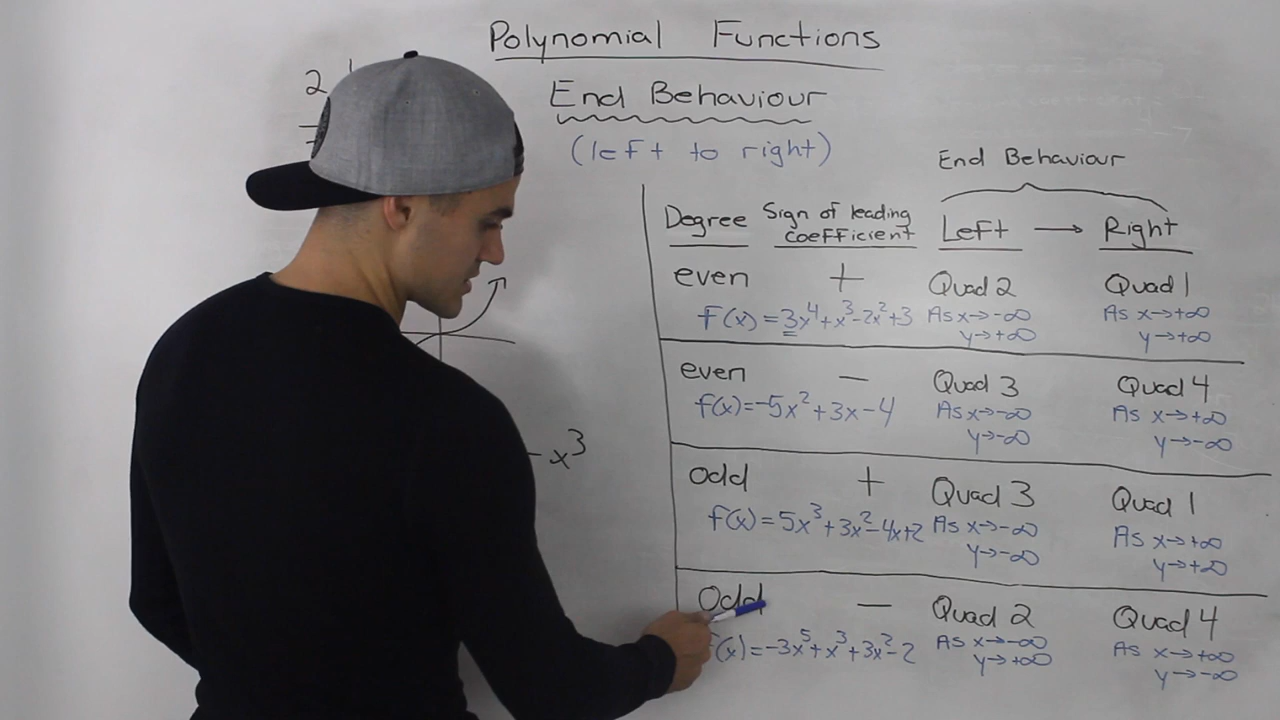 Polynomial Functions
End Behaviour
(left to right)
2
End Behaviour
Degree Sign of leading coefficient Left → Right
even + Quad 2 Quad 1
f(x) = 3x⁴+x³-2x²+3 As x→-∞ As x→+∞
y→+∞ y→+∞
even — Quad 3 Quad 4
f(x)=-5x²+3x-4 As x→-∞ As x→+∞
y→-∞ y→-∞
odd + Quad 3 Quad 1
f(x) = 5x³+3x²-4x+2 As x→-∞ As x→+∞
y→-∞ y→+∞
-x³
Odd — Quad 2 Quad 4
(x)=-3x⁵+x³+3x²-2 As x→-∞ As x→+∞
y→+∞ y→-∞